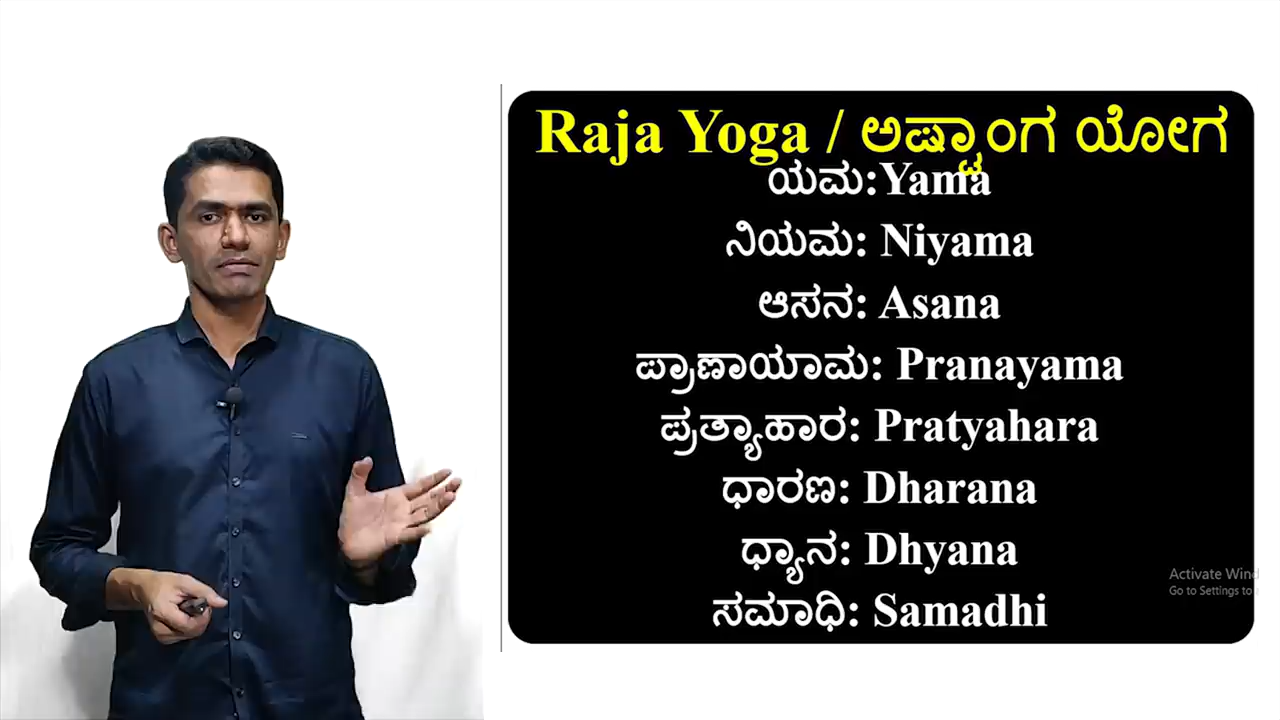 Raja Yoga / ಅಷ್ಟಾಂಗ ಯೋಗ
ಯಮ:Yama
ನಿಯಮ: Niyama
ಆಸನ: Asana
ಪ್ರಾಣಾಯಾಮ: Pranayama
ಪ್ರತ್ಯಾಹಾರ: Pratyahara
ಧಾರಣ: Dharana
ಧ್ಯಾನ: Dhyana
ಸಮಾಧಿ: Samadhi
Activate Wind
Go to Settings to